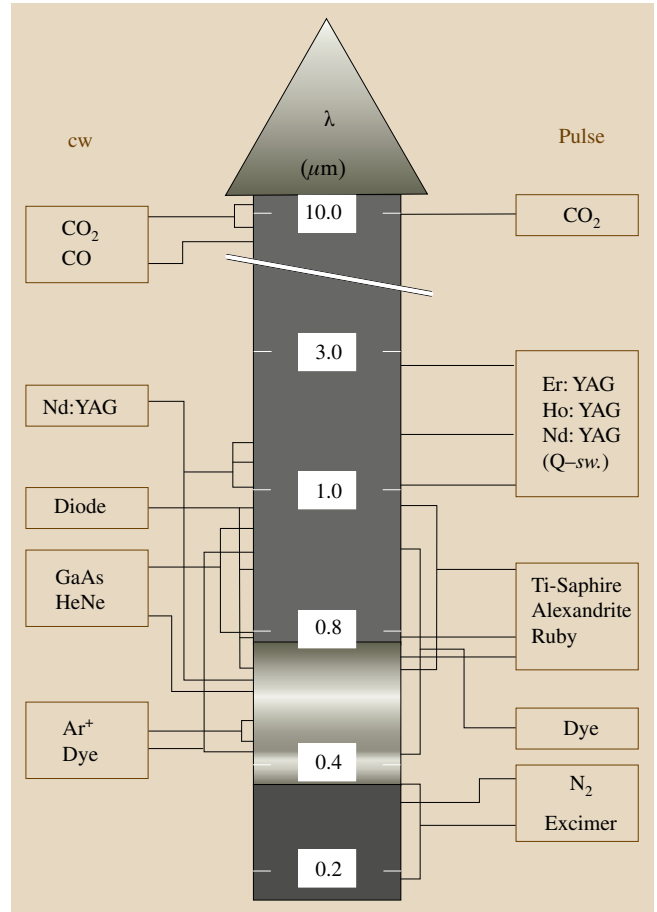 λ
(μm)
cw
Pulse
CO₂
CO
10.0
CO₂
3.0
Er: YAG
Ho: YAG
Nd: YAG
(Q–sw.)
Nd:YAG
1.0
Diode
GaAs
HeNe
Ti-Saphire
Alexandrite
Ruby
0.8
Ar⁺
Dye
Dye
0.4
N₂
Excimer
0.2